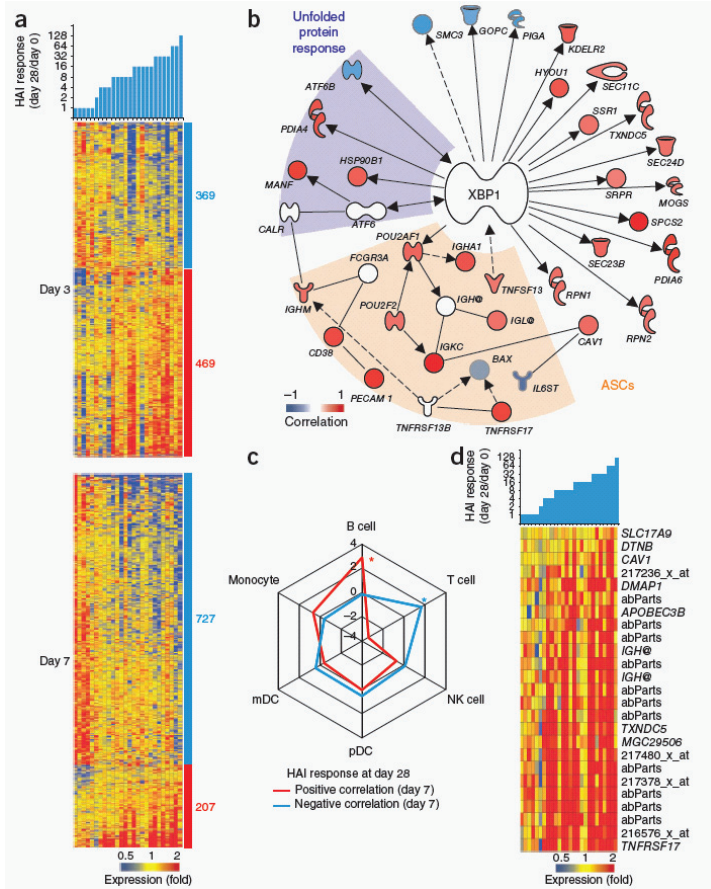 a
HAI response
(day 28/day 0)
128
64
32
16
8
4
2
1
Day 3
369
469
Day 7
727
207
0.5 1 2
Expression (fold)
b
Unfolded
protein
response
SMC3
GOPC
PIGA
KDELR2
ATF6B
HYOU1
SEC11C
PDIA4
SSR1
TXNDC5
HSP90B1
SEC24D
MANF
XBP1
SRPR
MOGS
CALR
ATF6
SPCS2
POU2AF1
FCGR3A
IGHA1
SEC23B
PDIA6
IGHM
TNFSF13
RPN1
POU2F2
IGH@
IGL@
RPN2
CD38
IGKC
CAV1
BAX
PECAM 1
IL6ST
ASCs
TNFRSF13B
TNFRSF17
−1 1
Correlation
c
B cell
4
2
0
−2
−4
*
*
Monocyte
T cell
mDC
NK cell
pDC
HAI response at day 28
Positive correlation (day 7)
Negative correlation (day 7)
d
HAI response
(day 28/day 0)
128
64
32
16
8
4
2
1
SLC17A9
DTNB
CAV1
217236_x_at
DMAP1
abParts
APOBEC3B
abParts
abParts
IGH@
abParts
IGH@
abParts
abParts
abParts
TXNDC5
MGC29506
217480_x_at
abParts
217378_x_at
abParts
abParts
abParts
216576_x_at
TNFRSF17
0.5 1 2
Expression (fold)